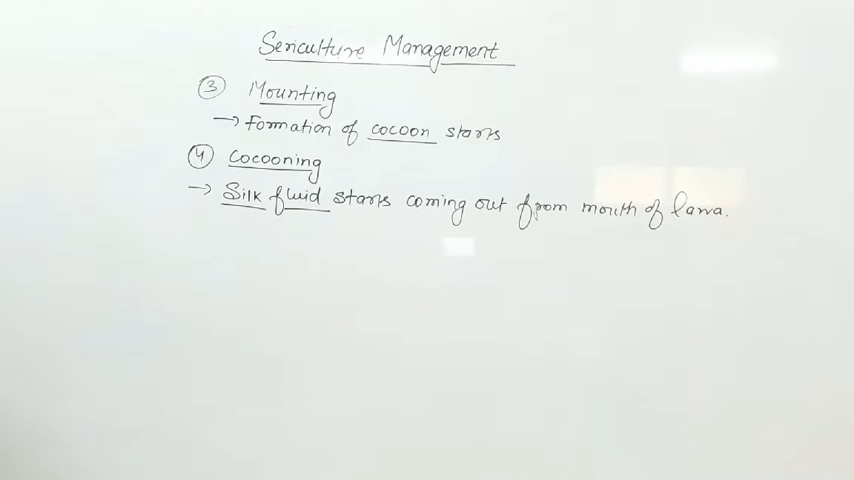 Sericulture Management
③ Mounting
→ Formation of cocoon starts
④ Cocooning
→ Silk fluid starts coming out from mouth of larva.